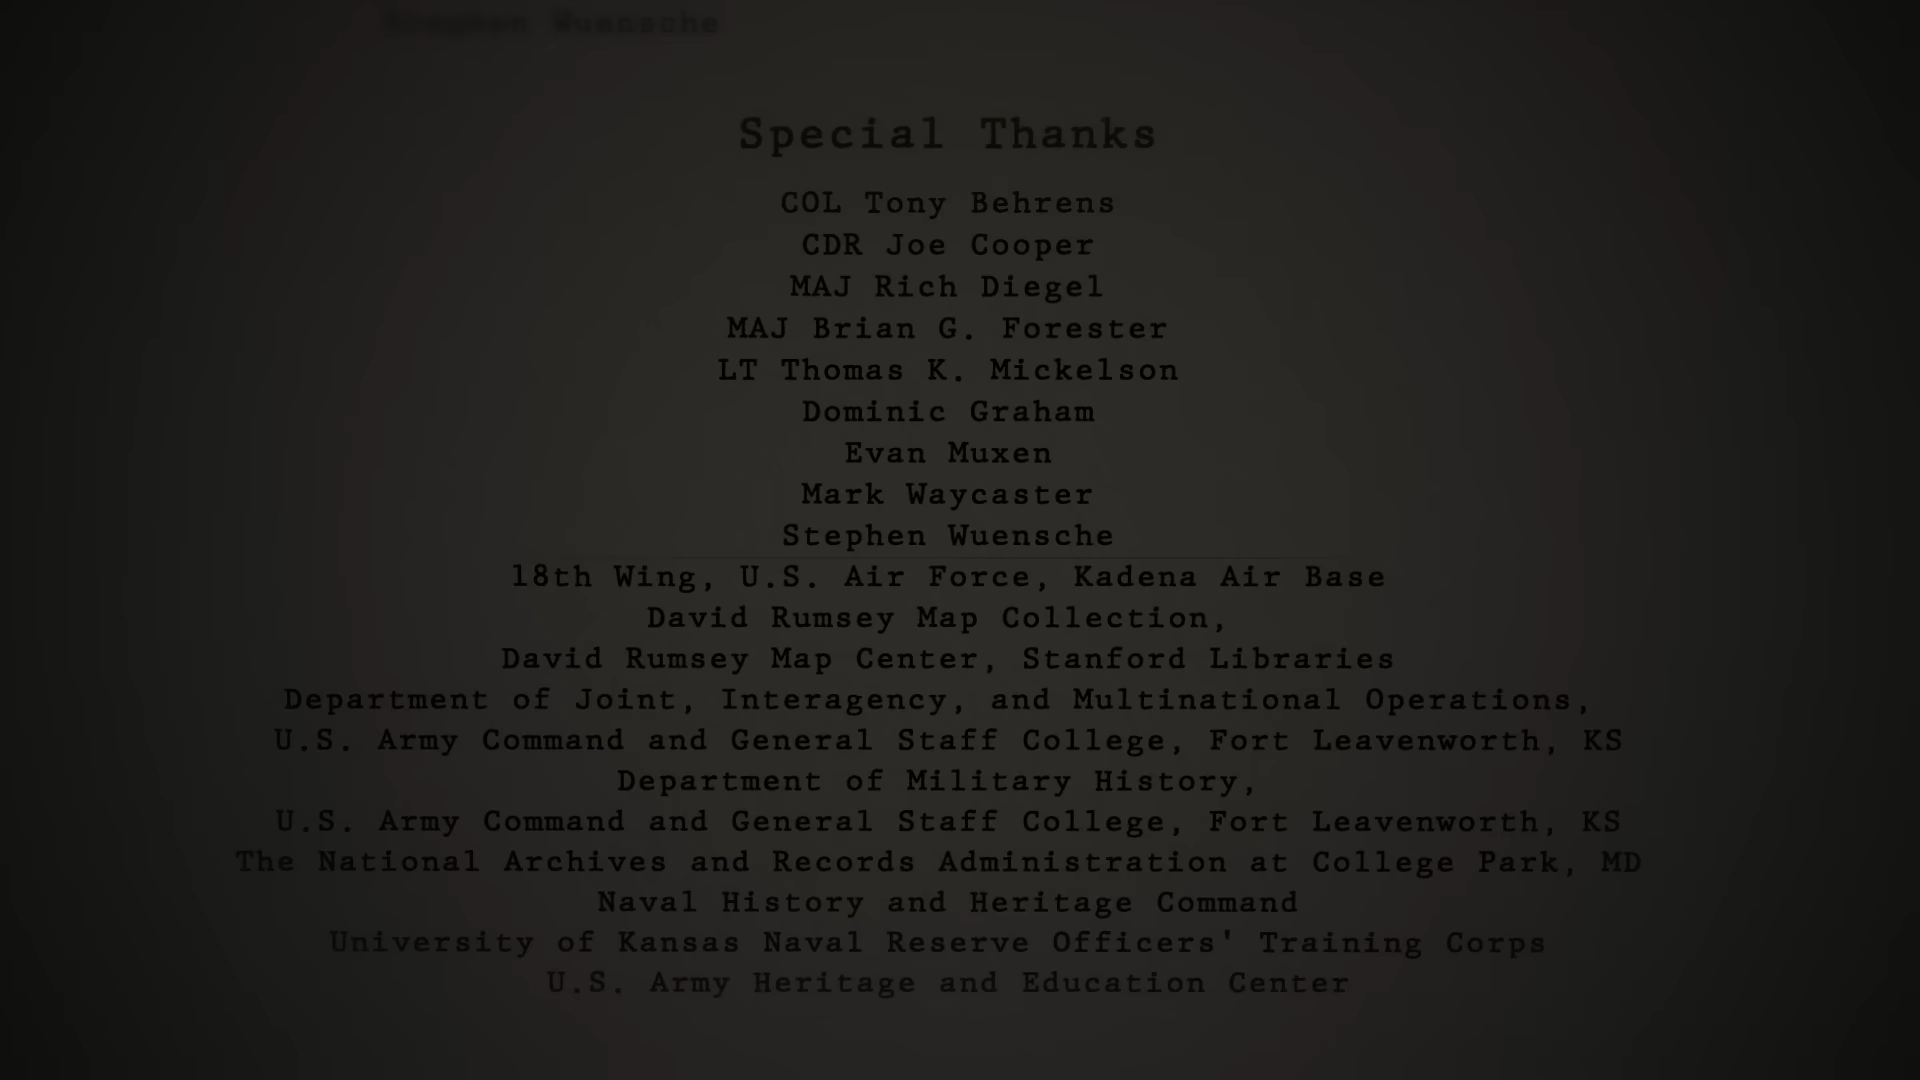 Stephen Wuensche
Special Thanks
COL Tony Behrens
CDR Joe Cooper
MAJ Rich Diegel
MAJ Brian G. Forester
LT Thomas K. Mickelson
Dominic Graham
Evan Muxen
Mark Waycaster
Stephen Wuensche
18th Wing, U.S. Air Force, Kadena Air Base
David Rumsey Map Collection,
David Rumsey Map Center, Stanford Libraries
Department of Joint, Interagency, and Multinational Operations,
U.S. Army Command and General Staff College, Fort Leavenworth, KS
Department of Military History,
U.S. Army Command and General Staff College, Fort Leavenworth, KS
The National Archives and Records Administration at College Park, MD
Naval History and Heritage Command
University of Kansas Naval Reserve Officers' Training Corps
U.S. Army Heritage and Education Center